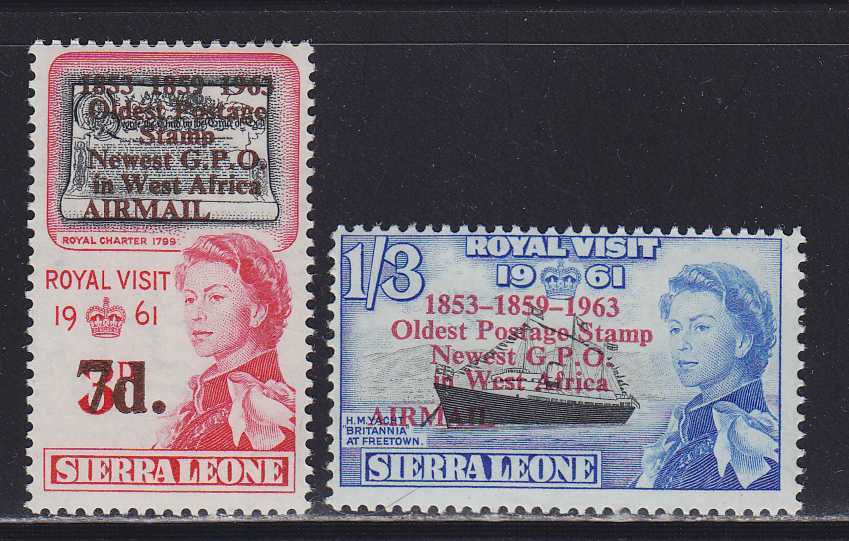 1853-1859-1963
Oldest Postage
Stamp
Newest G.P.O.
in West Africa
AIRMAIL
ROYAL CHARTER 1799
ROYAL VISIT
19 61
7d.
SIERRA LEONE
1/3
ROYAL VISIT
19 61
1853-1859-1963
Oldest Postage Stamp
Newest G.P.O.
in West Africa
AIRMAIL
H.M. YACHT
"BRITANNIA"
AT FREETOWN.
SIERRA LEONE